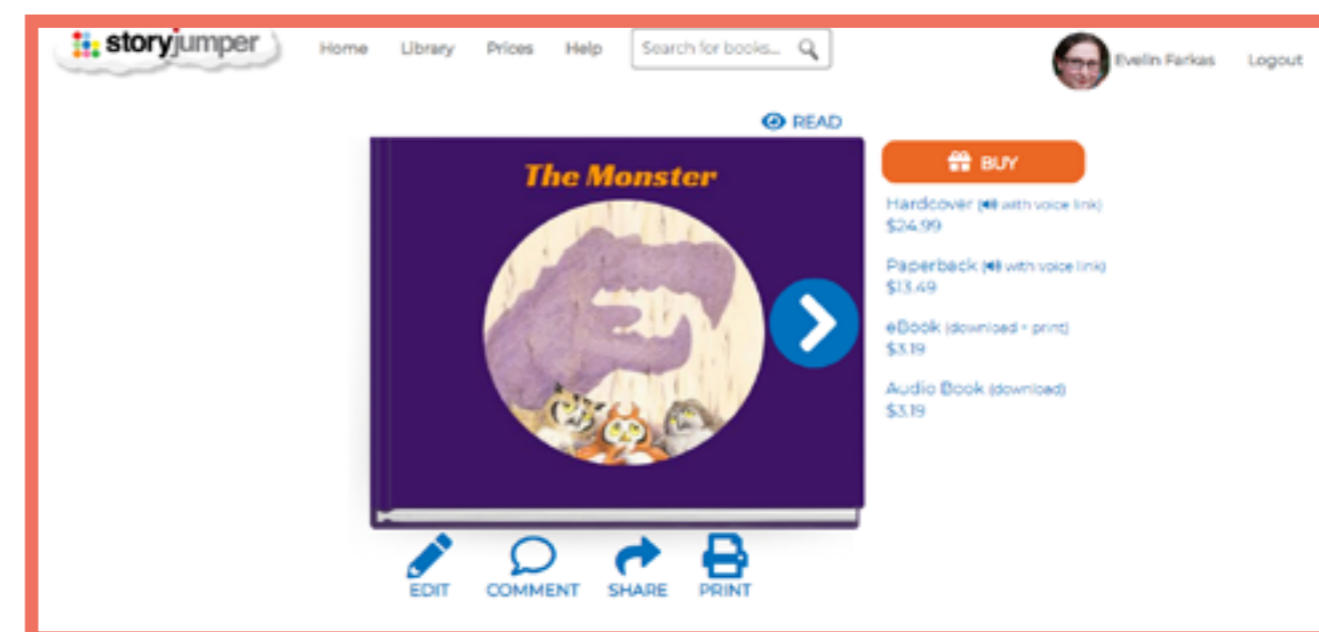 storyjumper
Home Library Prices Help Search for books...
Evelin Farkas Logout
READ
The Monster
BUY
Hardcover (with voice link)
$24.99
Paperback (with voice link)
$13.49
eBook (download + print)
$3.19
Audio Book (download)
$3.19
EDIT COMMENT SHARE PRINT